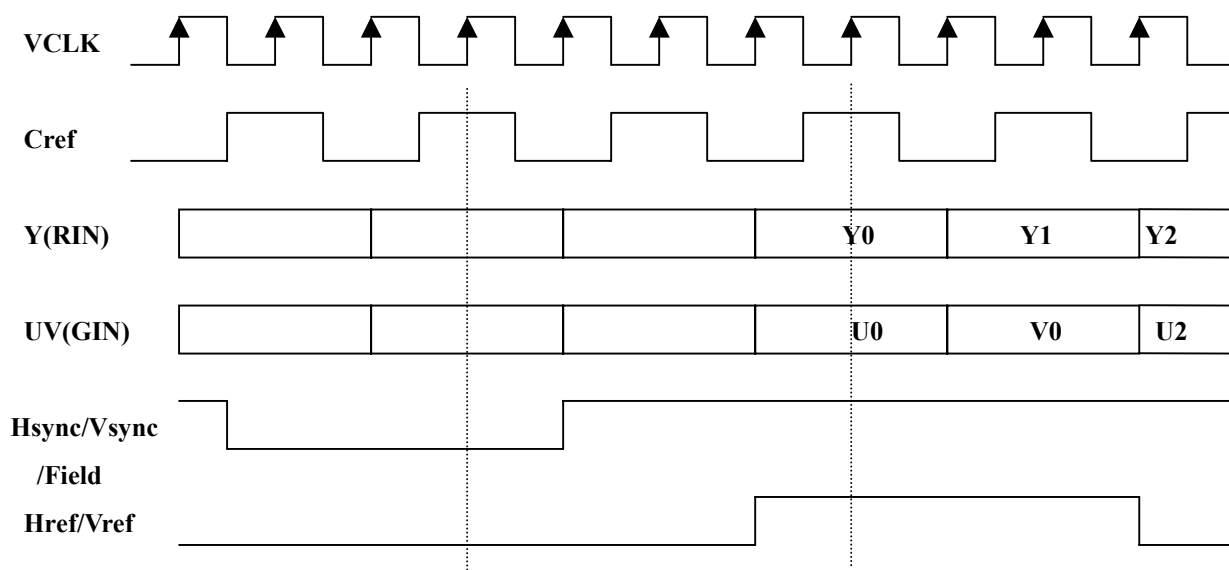 VCLK
Cref
Y(RIN) Y0 Y1 Y2
UV(GIN) U0 V0 U2
Hsync/Vsync
/Field
Href/Vref